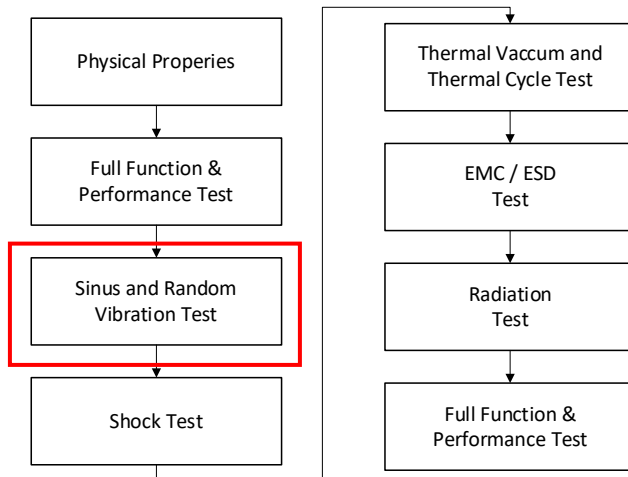 Physical Properies
Full Function &
Performance Test
Sinus and Random
Vibration Test
Shock Test
Thermal Vaccum and
Thermal Cycle Test
EMC / ESD
Test
Radiation
Test
Full Function &
Performance Test